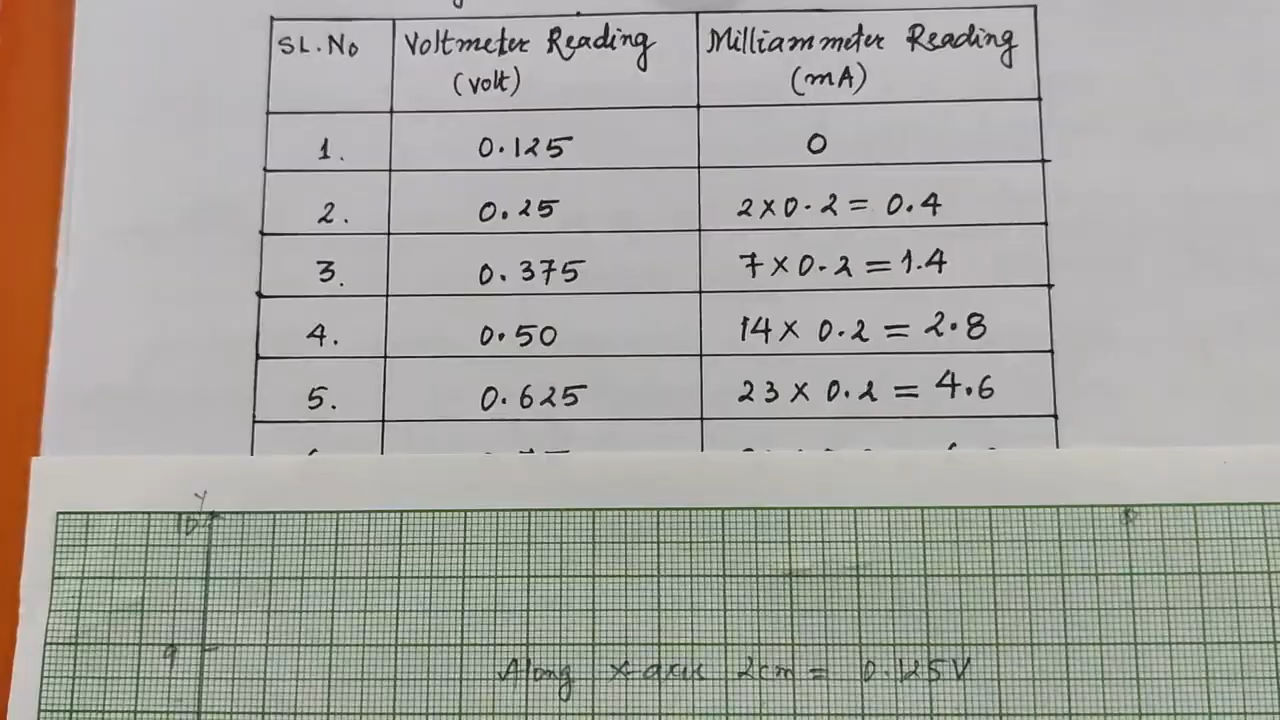 SL.No Voltmeter Reading (volt) Milliammeter Reading (mA)
1. 0.125 0
2. 0.25 2×0.2 = 0.4
3. 0.375 7×0.2 = 1.4
4. 0.50 14× 0.2 = 2.8
5. 0.625 23 × 0.2 = 4.6
Y
10
9
Along x-axis 2cm = 0.125V